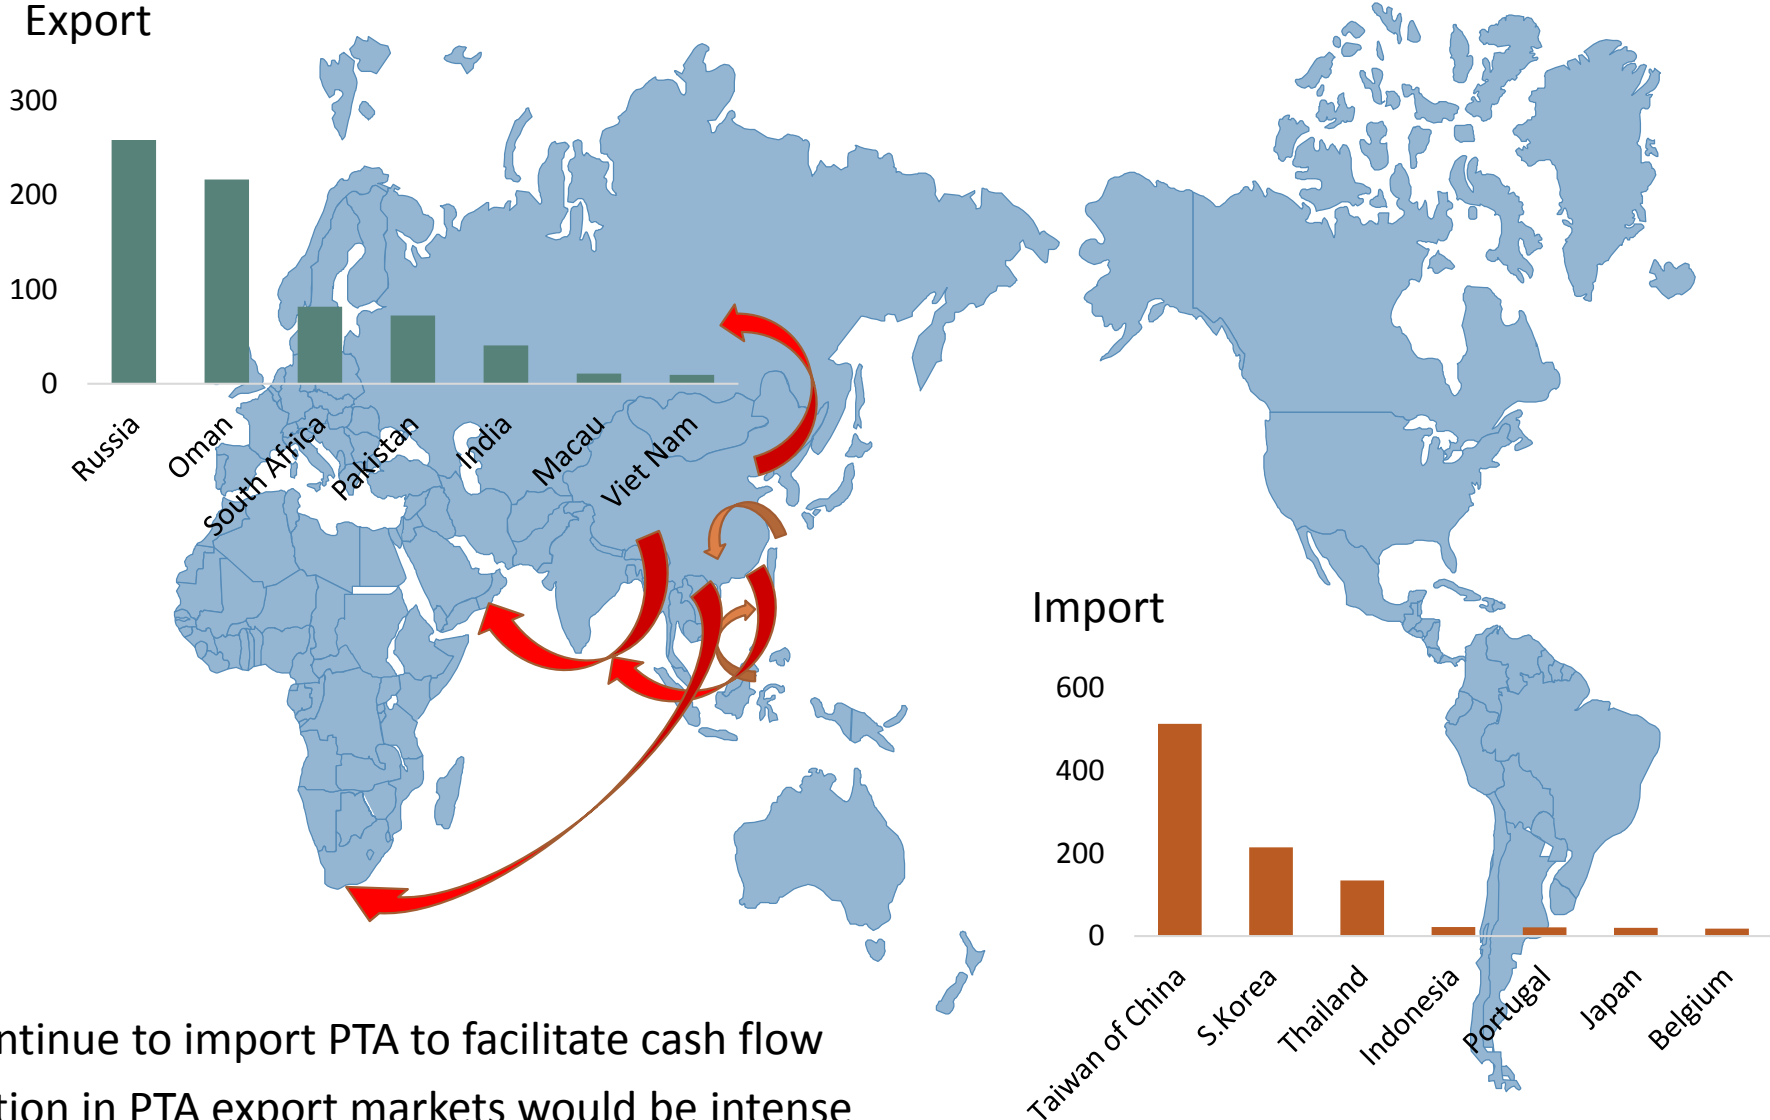 Export
300
200
100
0
Russia
Oman
South Africa
Pakistan
India
Macau
Viet Nam
Import
600
400
200
0
Taiwan of China
S.Korea
Thailand
Indonesia
Portugal
Japan
Belgium
to import PTA to facilitate cash flow
in PTA export markets would be intense